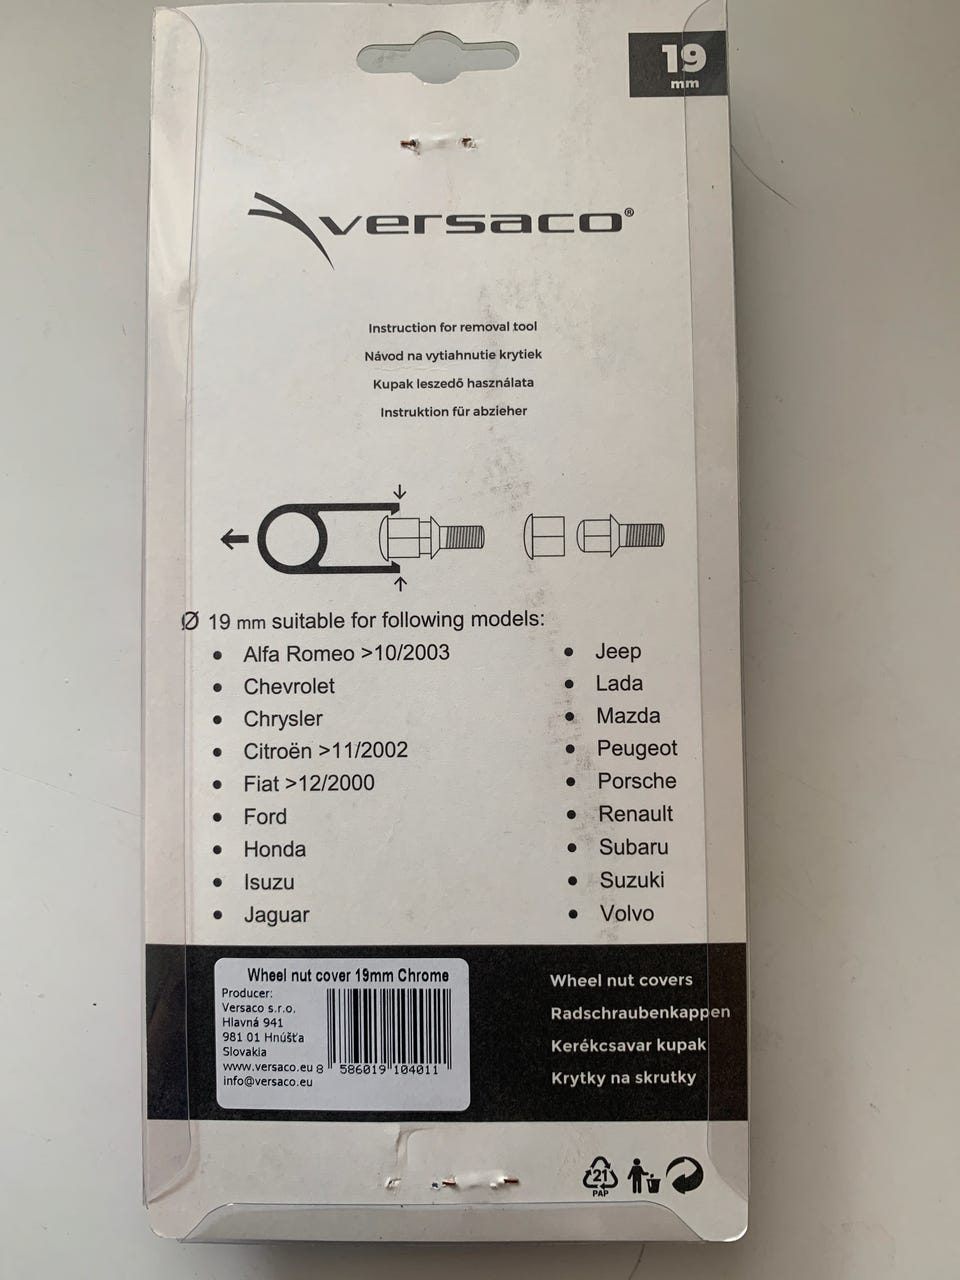 19
mm
versaco®
Instruction for removal tool
Návod na vytiahnutie krytiek
Kupak leszedő használata
Instruktion für abzieher
Ø 19 mm suitable for following models:
• Alfa Romeo >10/2003
• Chevrolet
• Chrysler
• Citroën >11/2002
• Fiat >12/2000
• Ford
• Honda
• Isuzu
• Jaguar
• Jeep
• Lada
• Mazda
• Peugeot
• Porsche
• Renault
• Subaru
• Suzuki
• Volvo
Wheel nut cover 19mm Chrome
Producer:
Versaco s.r.o.
Hlavná 941
981 01 Hnúšťa
Slovakia
www.versaco.eu
info@versaco.eu
8 586019 104011
Wheel nut covers
Radschraubenkappen
Kerékcsavar kupak
Krytky na skrutky
21
PAP